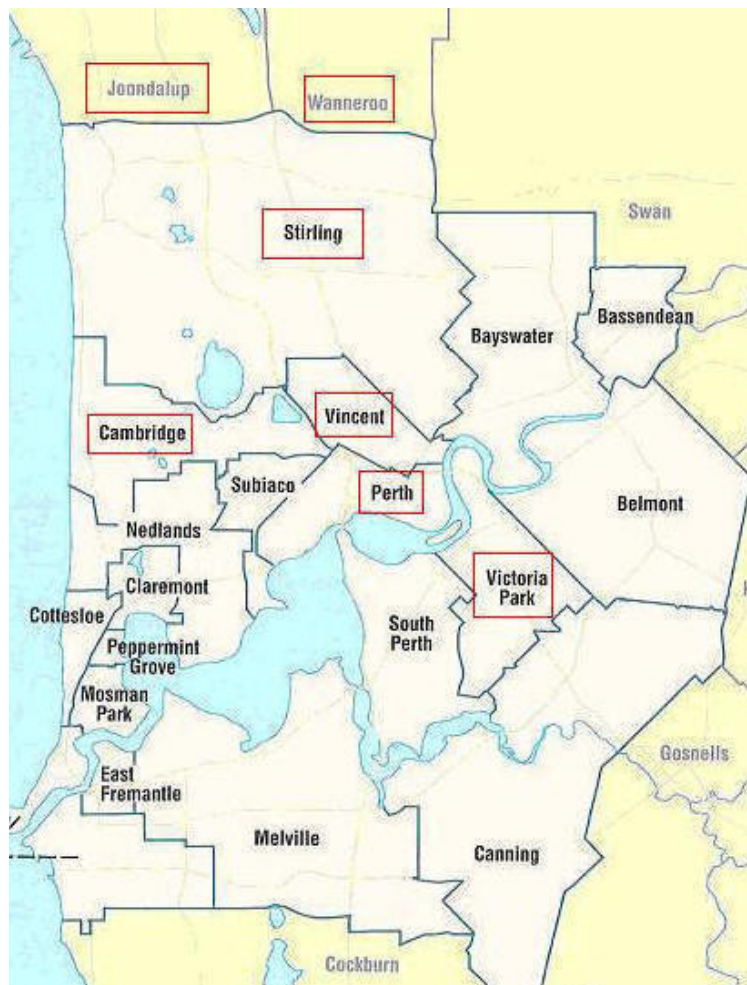 Joondalup
Wanneroo
Swan
Stirling
Bassendean
Bayswater
Vincent
Cambridge
Subiaco
Perth
Belmont
Nedlands
Claremont
Victoria
Park
Cottesloe
South
Perth
Peppermint
Grove
Mosman
Park
Gosnells
East
Fremantle
Melville
Canning
Cockburn